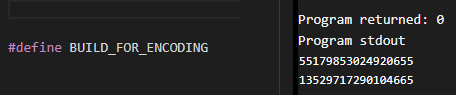 #define BUILD_FOR_ENCODING
Program returned: 0
Program stdout
55179853024920655
13529717290104665